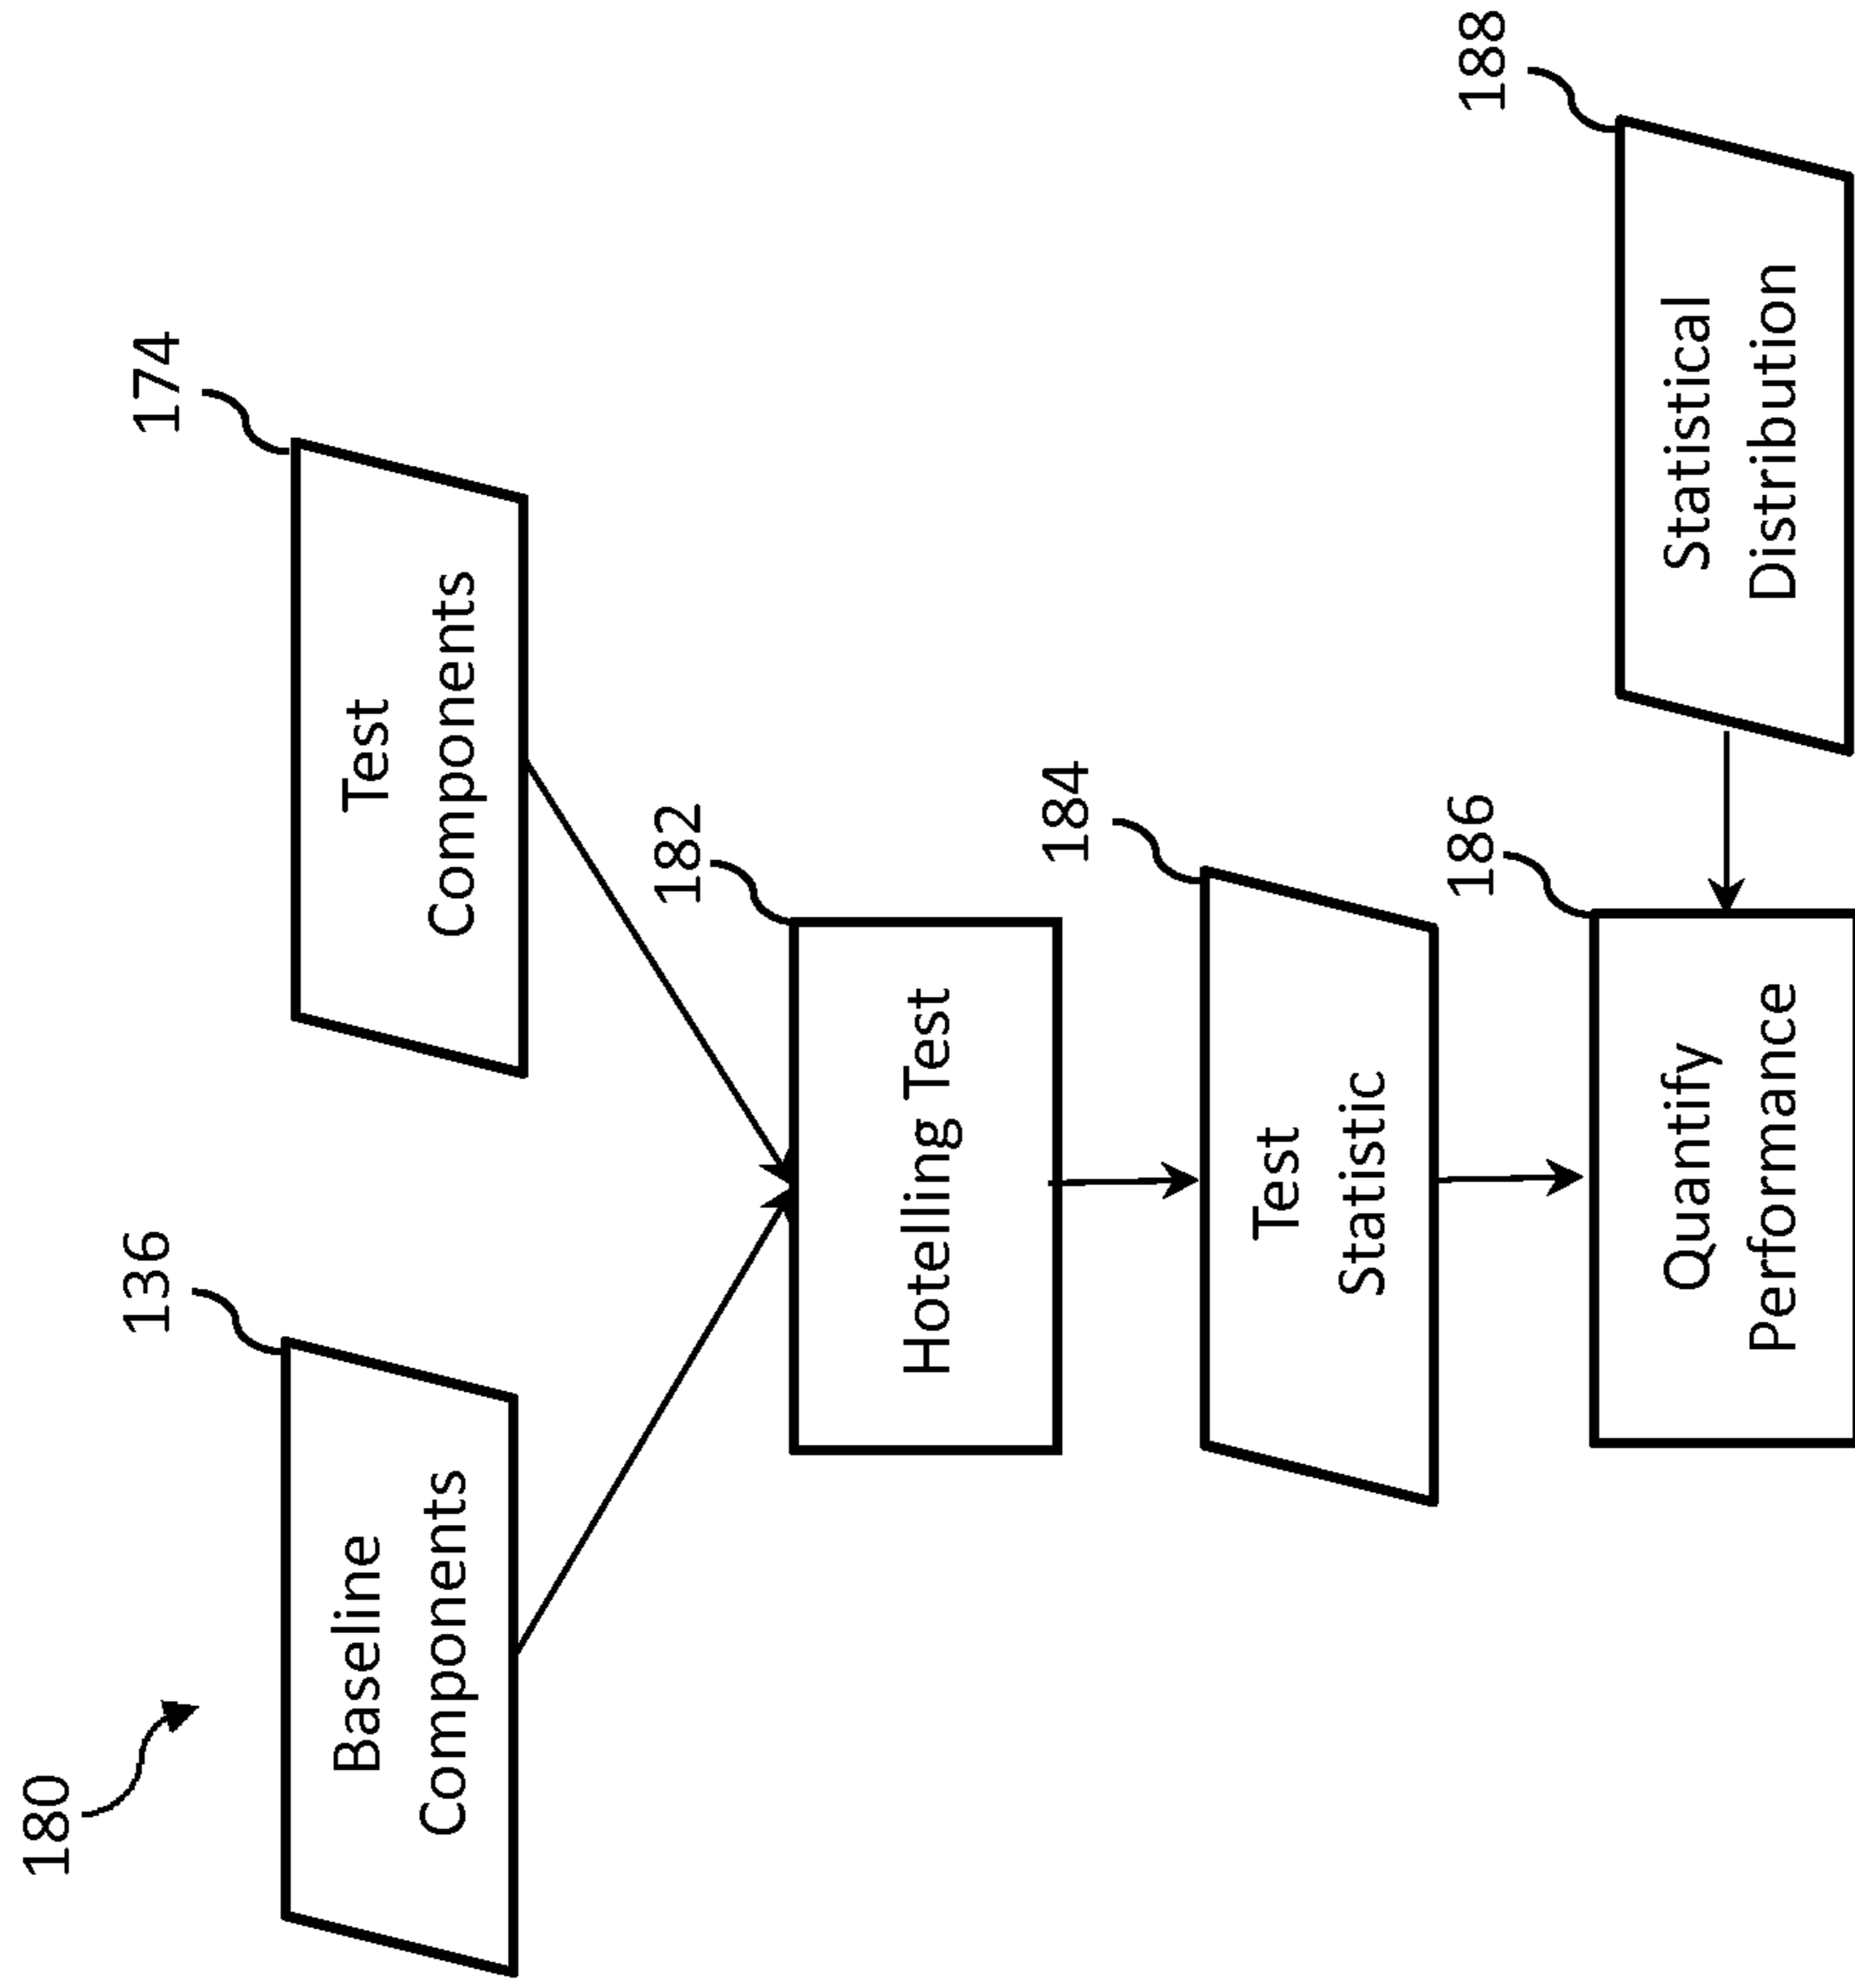 180
136
Baseline
Components
174
Test
Components
182
Hotelling Test
184
Test
Statistic
186
Quantify
Performance
188
Statistical
Distribution